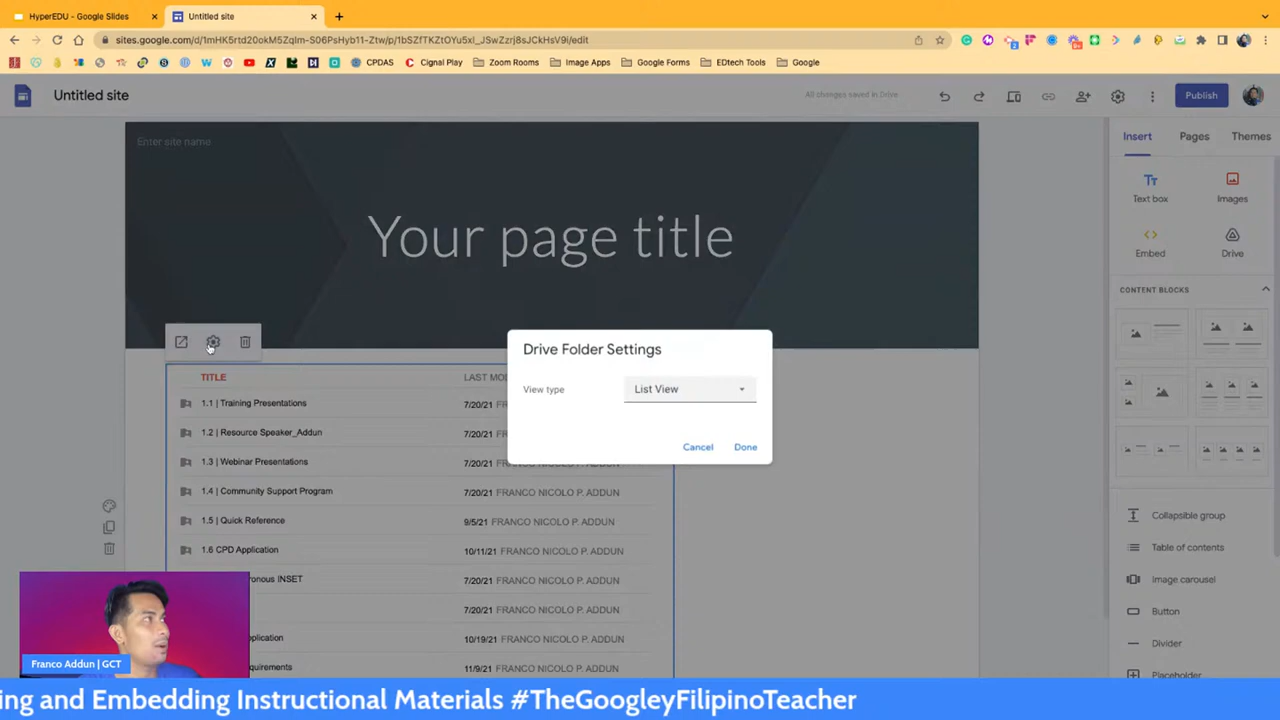 HyperEDU - Google Slides
Untitled site
sites.google.com/d/1mHK5rtd20okM5ZqIm-S06PsHyb11-Ztw/p/1bSZfTKZtOYu5xI_JSwZzrj8sJCkHsV9i/edit
CPDAS
Cignal Play
Zoom Rooms
Image Apps
Google Forms
EDtech Tools
Google
Untitled site
All changes saved in Drive
Publish
Enter site name
Your page title
Insert
Pages
Themes
Text box
Images
Embed
Drive
CONTENT BLOCKS
Drive Folder Settings
View type
List View
Cancel
Done
TITLE
LAST MO
1.1 | Training Presentations
7/20/21
1.2 | Resource Speaker_Addun
7/20/21
1.3 | Webinar Presentations
7/20/21 FRANCO NICOLO P. ADDUN
1.4 | Community Support Program
7/20/21 FRANCO NICOLO P. ADDUN
1.5 | Quick Reference
9/5/21 FRANCO NICOLO P. ADDUN
1.6 CPD Application
10/11/21 FRANCO NICOLO P. ADDUN
ronous INSET
7/20/21 FRANCO NICOLO P. ADDUN
7/20/21 FRANCO NICOLO P. ADDUN
pplication
10/19/21 FRANCO NICOLO P. ADDUN
quirements
11/9/21 FRANCO NICOLO P. ADDUN
Collapsible group
Table of contents
Image carousel
Button
Divider
Placeholder
Franco Addun | GCT
ing and Embedding Instructional Materials #TheGoogleyFilipinoTeacher